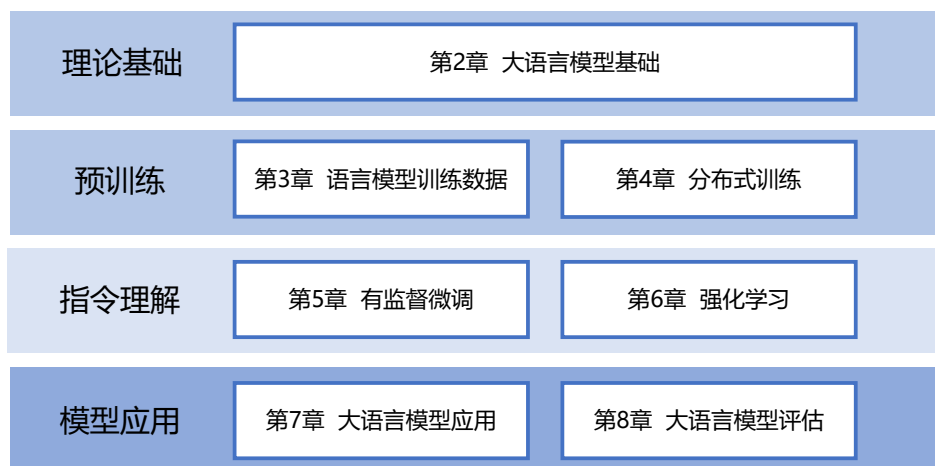 理论基础
第2章 大语言模型基础
预训练
第3章 语言模型训练数据
第4章 分布式训练
指令理解
第5章 有监督微调
第6章 强化学习
模型应用
第7章 大语言模型应用
第8章 大语言模型评估